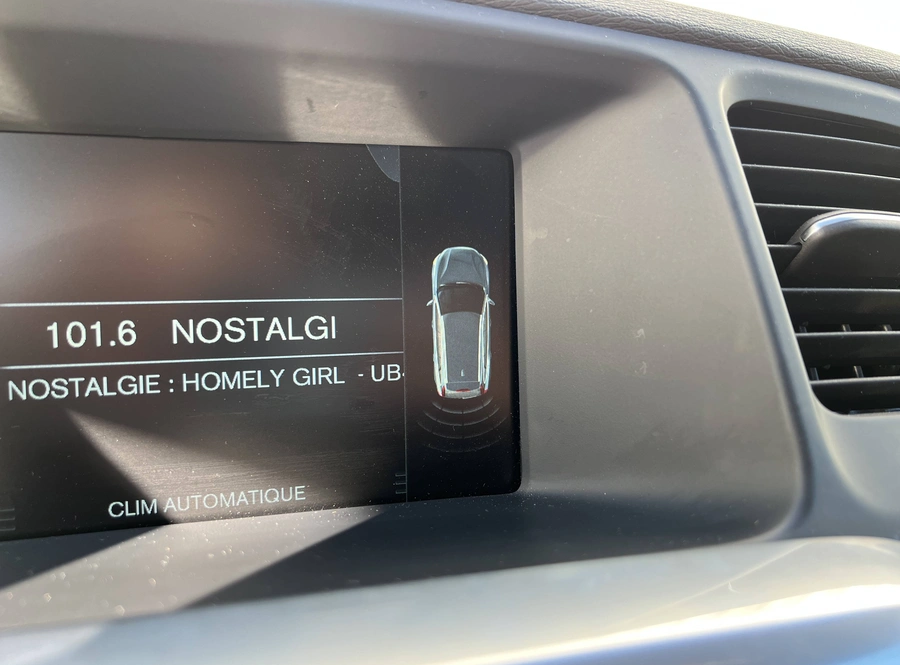 101.6 NOSTALGI
NOSTALGIE : HOMELY GIRL - UB
CLIM AUTOMATIQUE